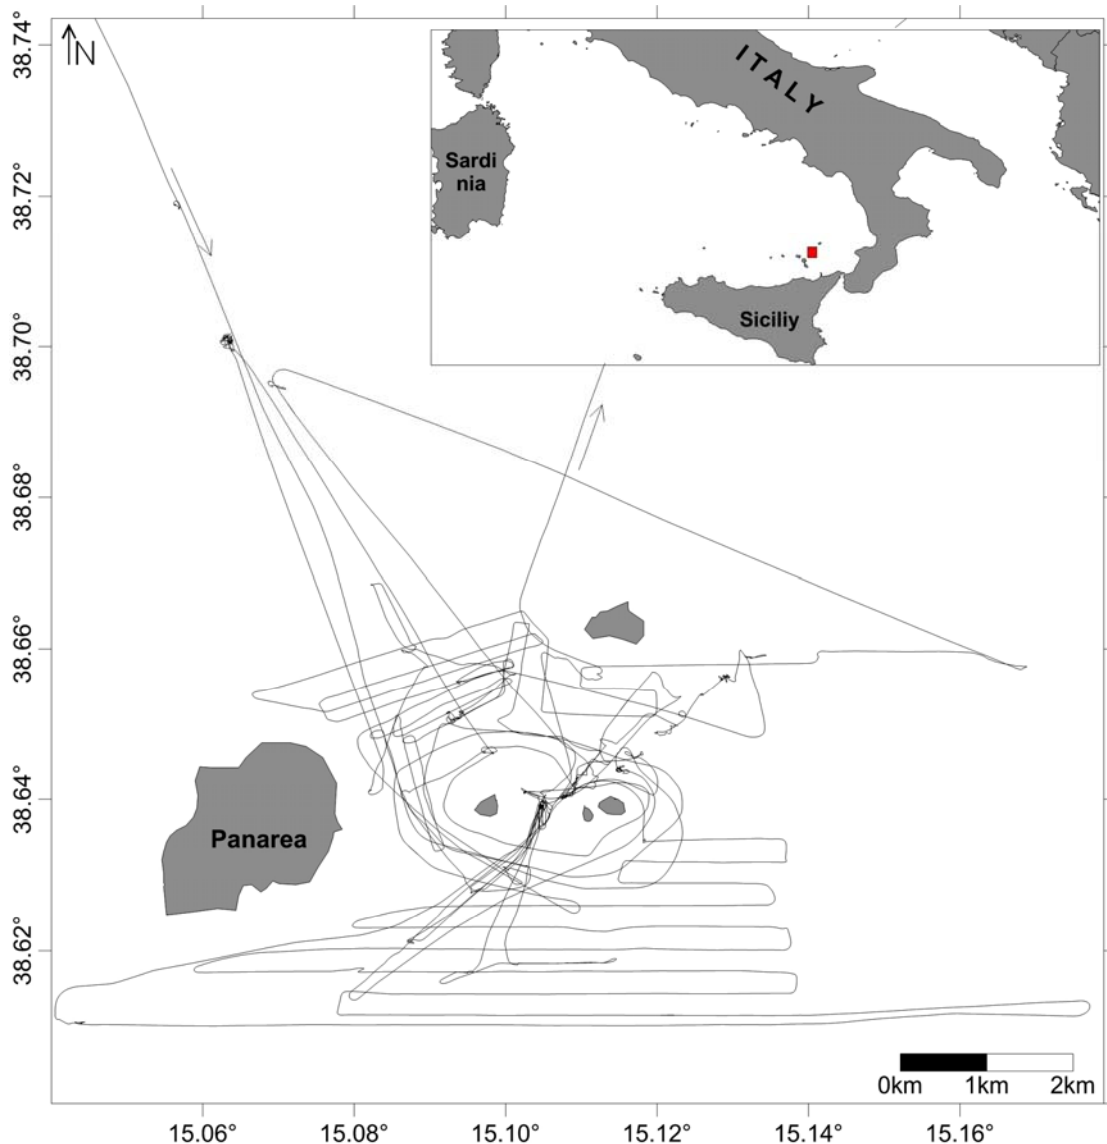 38.74°
N
ITALY
Sardi
nia
38.72°
Siciliy
38.70°
38.68°
38.66°
38.64°
Panarea
38.62°
0km 1km 2km
15.06° 15.08° 15.10° 15.12° 15.14° 15.16°